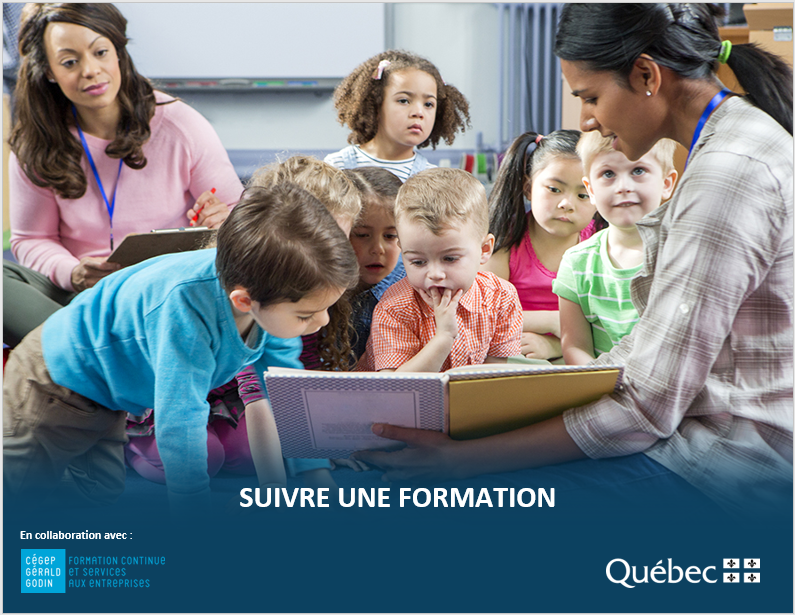 SUIVRE UNE FORMATION
En collaboration avec :
CÉGEP
GÉRALD
GODIN
FORMATION CONTINUE
ET SERVICES
AUX ENTREPRISES
Québec